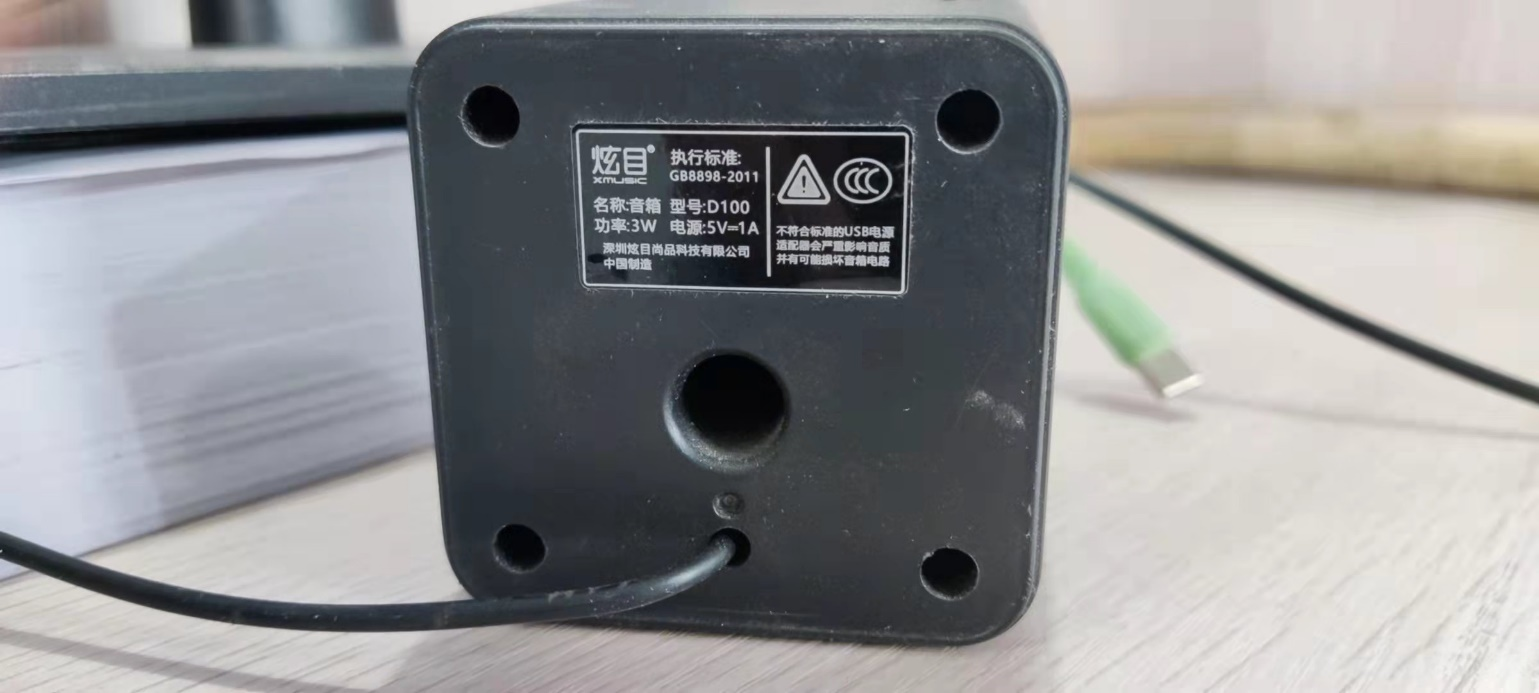 炫目®
XMUSIC
执行标准:
GB8898-2011
名称:音箱 型号:D100
功率:3W 电源:5V=1A
深圳炫目尚品科技有限公司
中国制造
CCC
不符合标准的USB电源
适配器会严重影响音质
并有可能损坏音箱电路